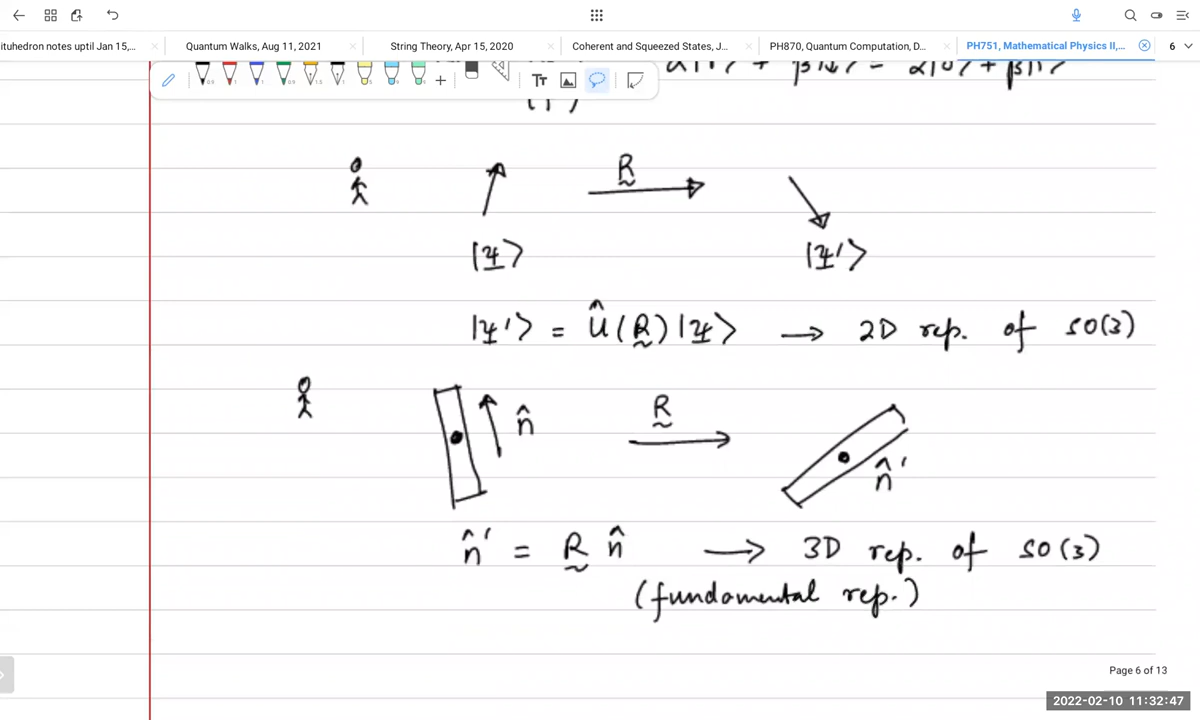 ituhedron notes uptil Jan 15,... Quantum Walks, Aug 11, 2021 String Theory, Apr 15, 2020 Coherent and Squeezed States, J... PH870, Quantum Computation, D... PH751, Mathematical Physics II,... 6
Tт
R
|Ψ> |Ψ'>
|Ψ'> = Û(R)|Ψ> → 2D rep. of SO(3)
n̂ R n̂'
n̂' = R n̂ → 3D rep. of SO(3)
(fundamental rep.)
Page 6 of 13
2022-02-10 11:32:47